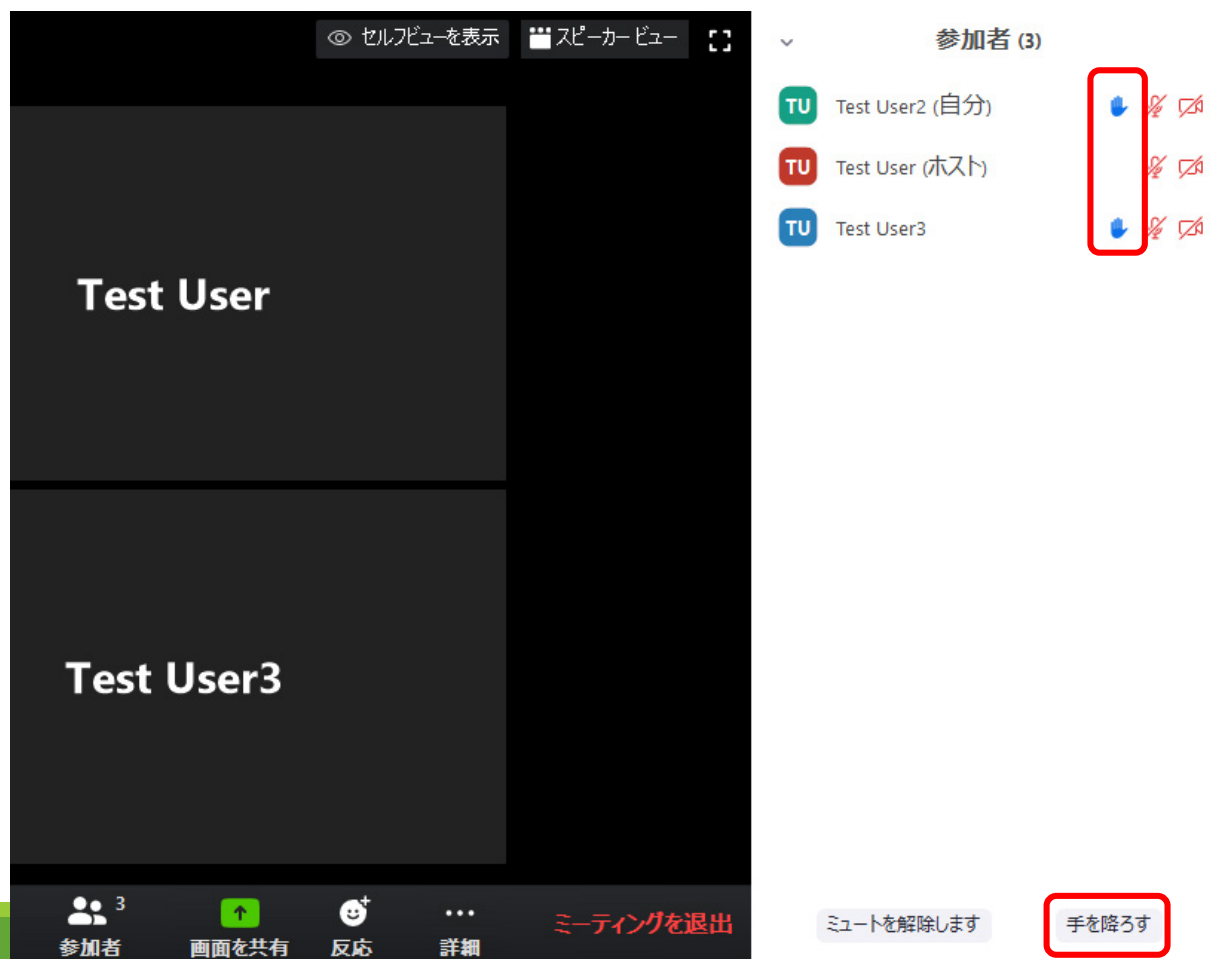 セルフビューを表示
スピーカー ビュー
Test User
Test User3
3
参加者
画面を共有
反応
詳細
ミーティングを退出
参加者 (3)
TU Test User2 (自分)
TU Test User (ホスト)
TU Test User3
ミュートを解除します
手を降ろす